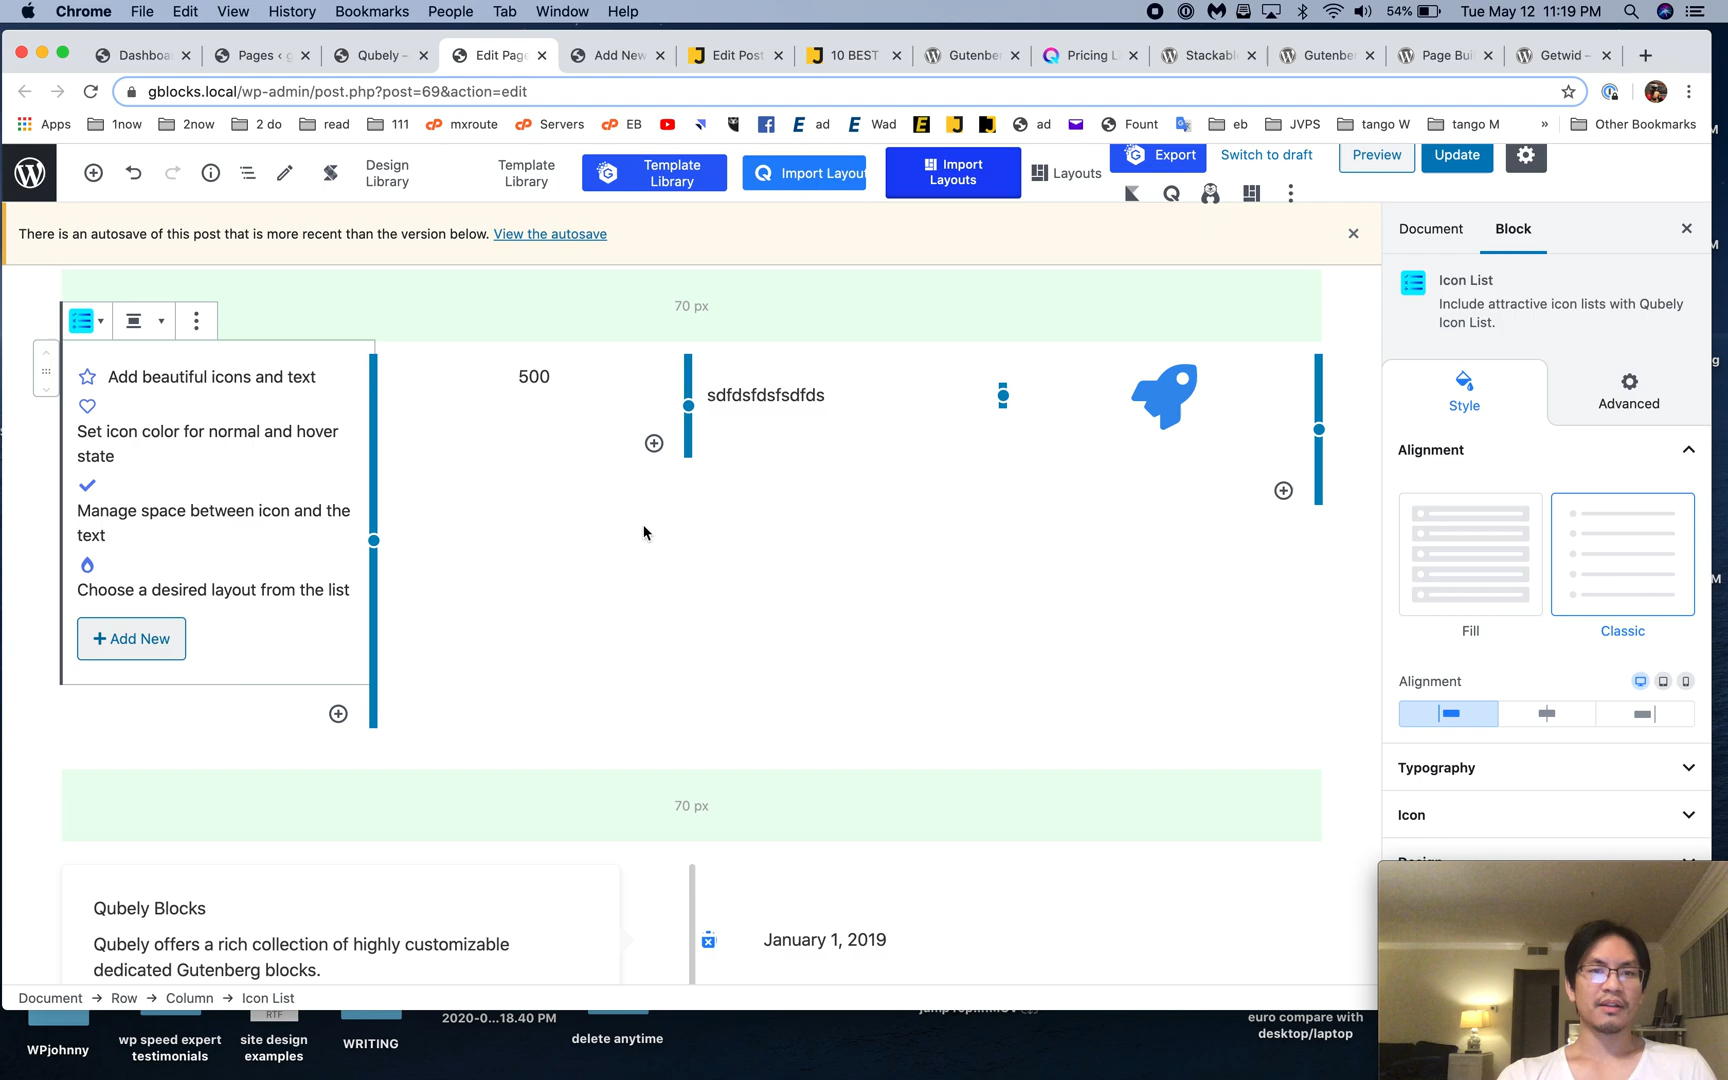 Chrome File Edit View History Bookmarks People Tab Window Help 54% Tue May 12 11:19 PM
Dashboa Pages ‹ g Qubely – Edit Page Add New Edit Post 10 BEST Gutenber Pricing L Stackabl Gutenber Page Bui Getwid –
gblocks.local/wp-admin/post.php?post=69&action=edit
Apps 1now 2now 2 do read 111 mxroute Servers EB ad Wad ad Fount eb JVPS tango W tango M » Other Bookmarks
Design Library
Template Library
Template Library
Import Layout
Import Layouts
Layouts
Export
Switch to draft
Preview
Update
There is an autosave of this post that is more recent than the version below. View the autosave
70 px
Add beautiful icons and text
Set icon color for normal and hover
state
Manage space between icon and the
text
Choose a desired layout from the list
+ Add New
500
sdfdsfdsfsdfds
70 px
Qubely Blocks
Qubely offers a rich collection of highly customizable
dedicated Gutenberg blocks.
January 1, 2019
Document → Row → Column → Icon List
Document Block
Icon List
Include attractive icon lists with Qubely
Icon List.
Style
Advanced
Alignment
Fill
Classic
Alignment
Typography
Icon
WPjohnny
wp speed expert
testimonials
RTF
site design
examples
WRITING
2020-0...18.40 PM
delete anytime
euro compare with
desktop/laptop